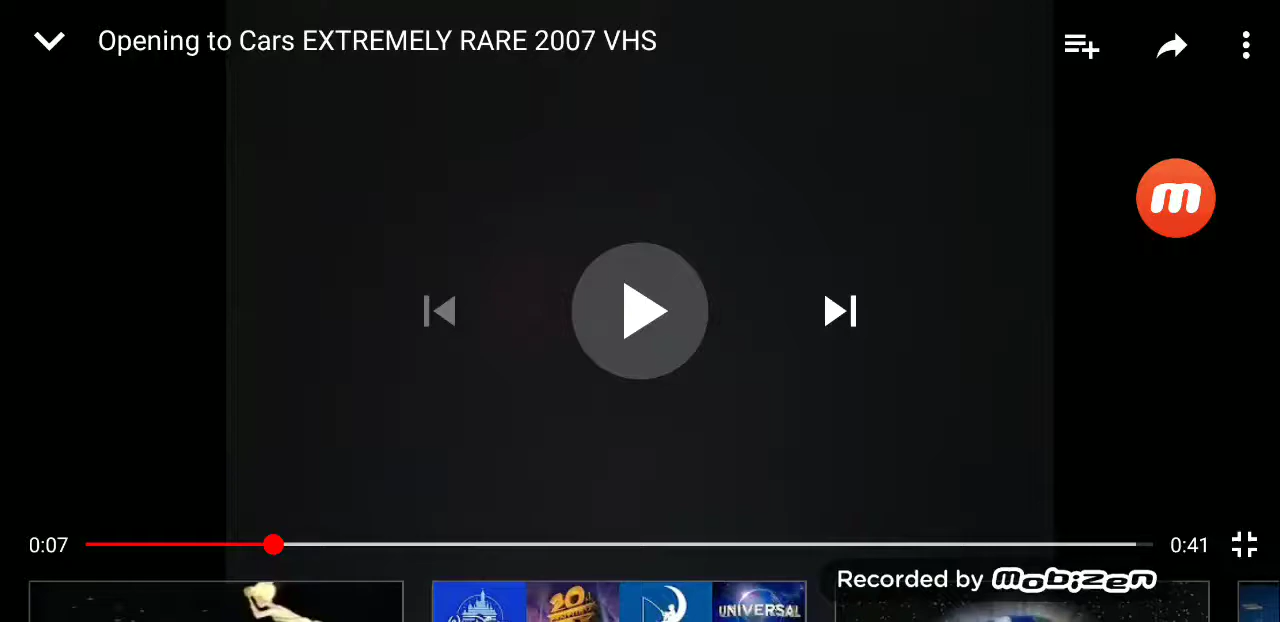 Opening to Cars EXTREMELY RARE 2007 VHS
m
0:07
0:41
Recorded by mobizen
20th
UNIVERSAL